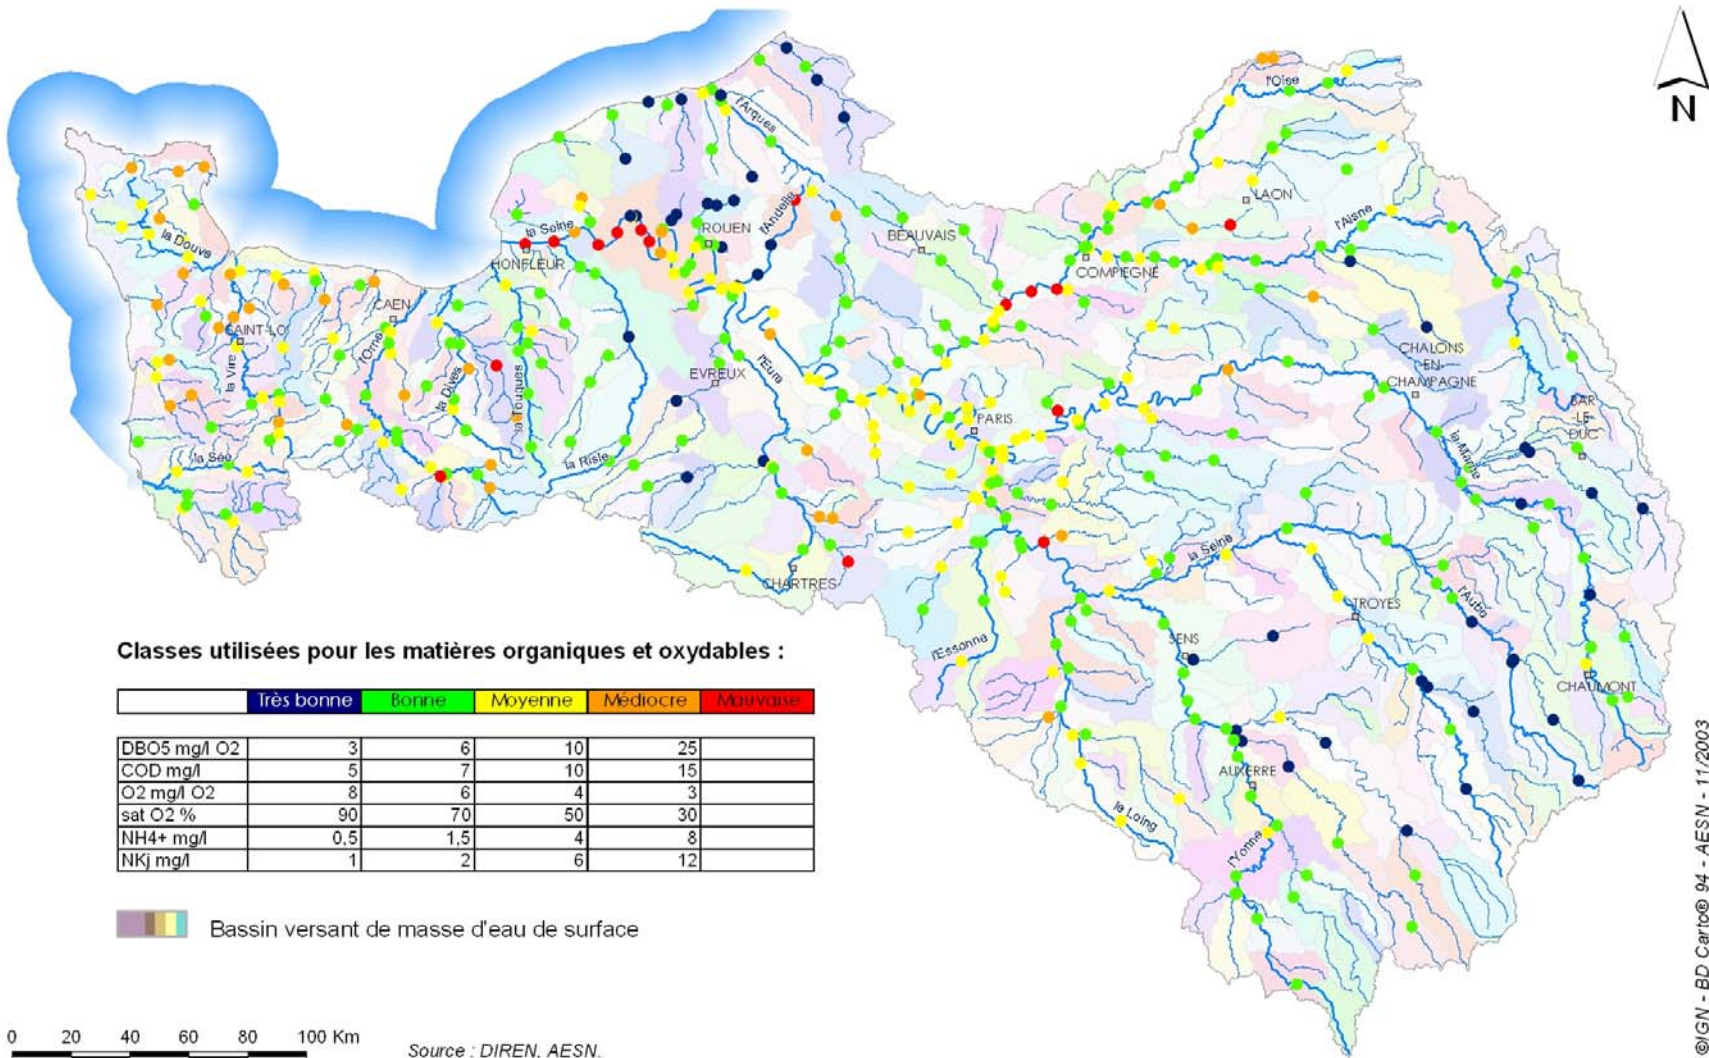 N
l'Oise
l'Arques
LAON
l'Aisne
la Douve
la Seine
ROUEN
l'Andelle
BEAUVAIS
HONFLEUR
COMPIEGNE
CAEN
SAINT-LO
l'Orne
la Vire
la Dives
la Touques
EVREUX
l'Eure
CHALONS
EN
CHAMPAGNE
PARIS
BAR
LE
DUC
la Sée
la Risle
la Marne
CHARTRES
la Seine
TROYES
l'Aube
l'Essonne
SENS
CHAUMONT
AUXERRE
le Loing
l'Yonne
Classes utilisées pour les matières organiques et oxydables :
Très bonne Bonne Moyenne Médiocre Mauvaise
DBO5 mg/l O2 3 6 10 25
COD mg/l 5 7 10 15
O2 mg/l O2 8 6 4 3
sat O2 % 90 70 50 30
NH4+ mg/l 0,5 1,5 4 8
NKj mg/l 1 2 6 12
Bassin versant de masse d'eau de surface
0 20 40 60 80 100 Km
Source : DIREN, AESN.
©IGN - BD Carto® 94 - AESN - 11/2003